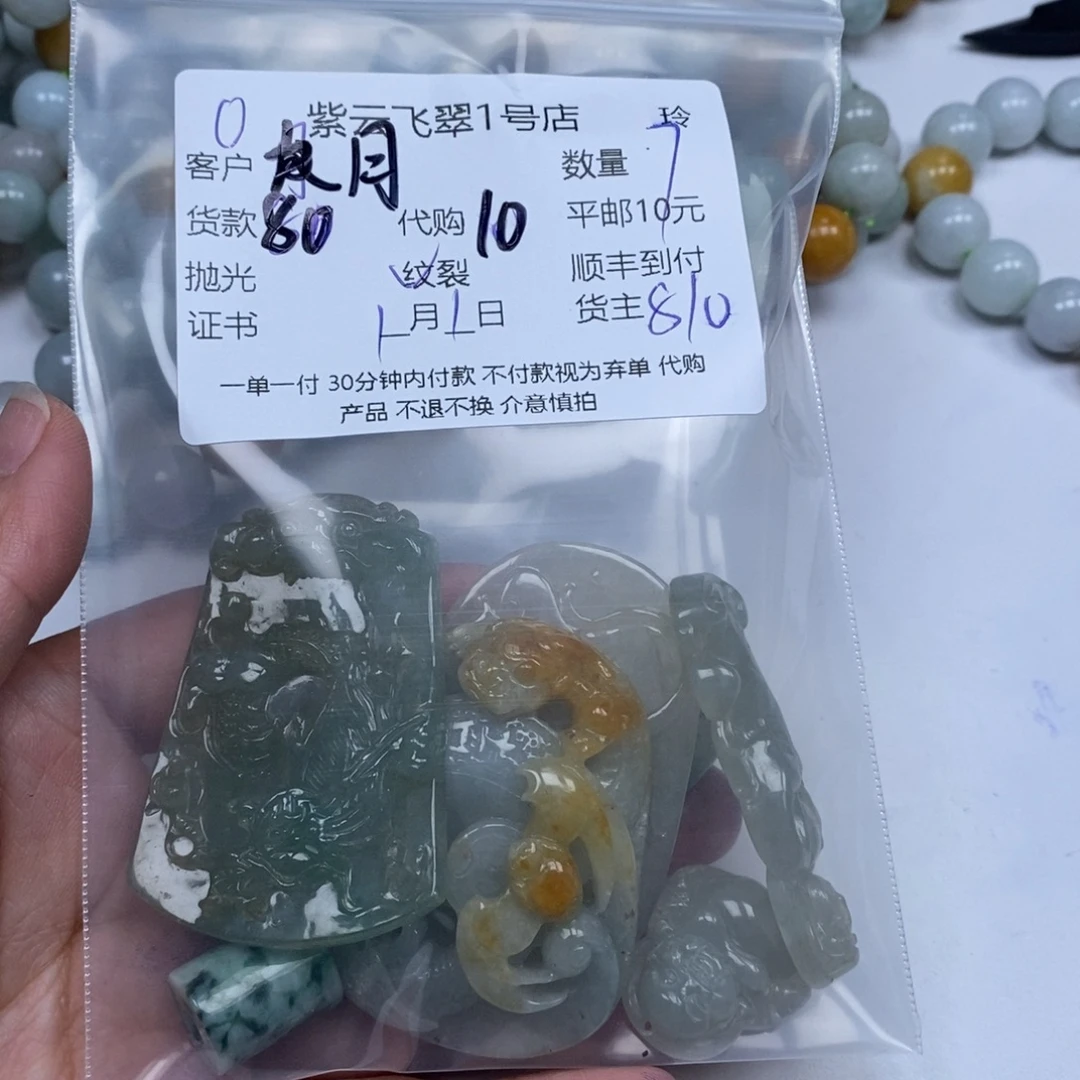 0 紫云飞翠1号店 玲
客户 月 数量 7
货款 80 代购 10 平邮10元
抛光 纹裂 顺丰到付
证书 1月1日 货主 810
一单一付 30分钟内付款 不付款视为弃单 代购
产品 不退不换 介意慎拍